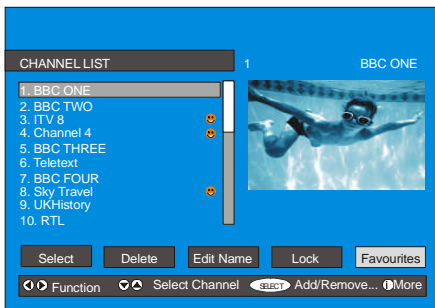 CHANNEL LIST 1 BBC ONE
1. BBC ONE
2. BBC TWO
3. ITV 8
4. Channel 4
5. BBC THREE
6. Teletext
7. BBC FOUR
8. Sky Travel
9. UKHistory
10. RTL
Select Delete Edit Name Lock Favourites
Function Select Channel SELECT Add/Remove... i More